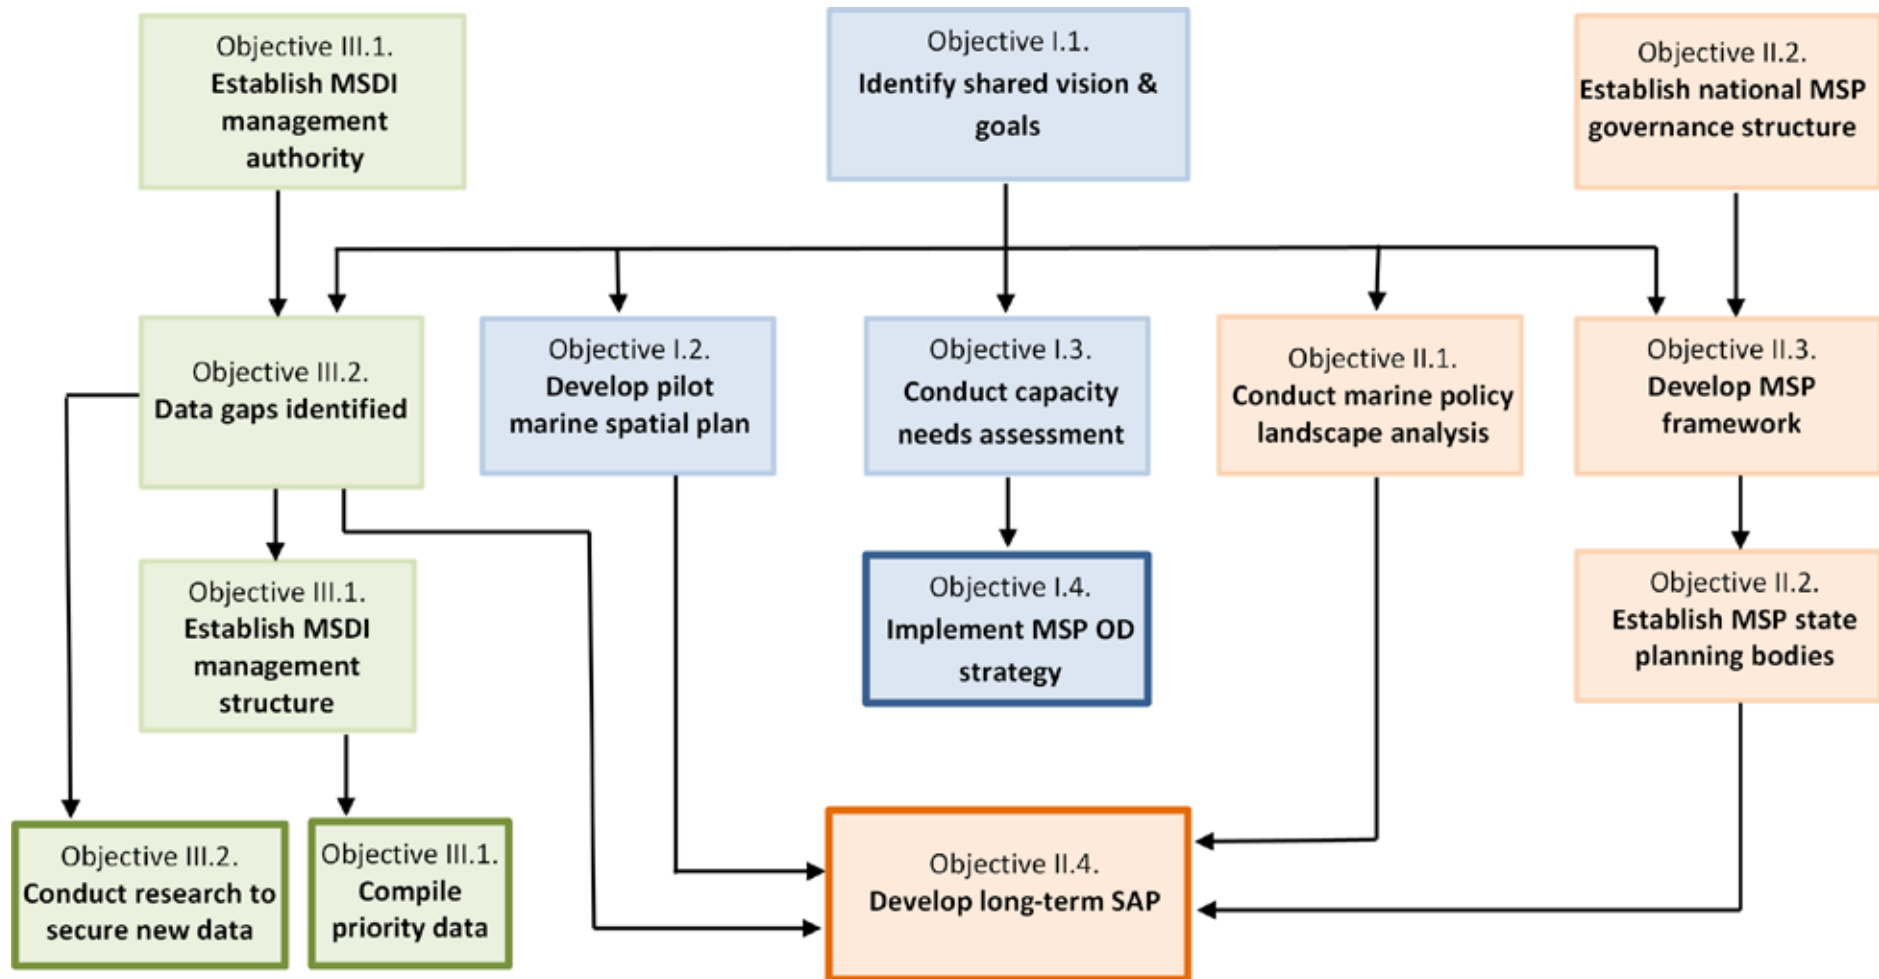 Objective III.1.
Establish MSDI
management
authority
Objective I.1.
Identify shared vision &
goals
Objective II.2.
Establish national MSP
governance structure
Objective III.2.
Data gaps identified
Objective I.2.
Develop pilot
marine spatial plan
Objective I.3.
Conduct capacity
needs assessment
Objective II.1.
Conduct marine policy
landscape analysis
Objective II.3.
Develop MSP
framework
Objective III.1.
Establish MSDI
management
structure
Objective I.4.
Implement MSP OD
strategy
Objective II.2.
Establish MSP state
planning bodies
Objective III.2.
Conduct research to
secure new data
Objective III.1.
Compile
priority data
Objective II.4.
Develop long-term SAP